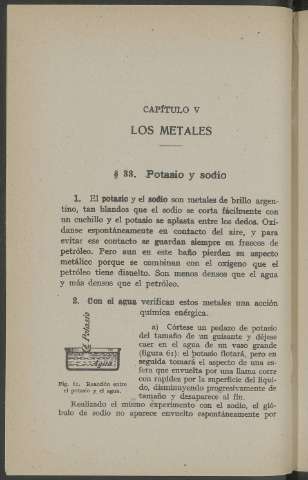 CAPÍTULO V
LOS METALES
§ 33. Potasio y sodio
1. El potasio y el sodio son metales de brillo argen-
tino, tan blandos que el sodio se corta fácilmente con
un cuchillo y el potasio se aplasta entre los dedos. Oxí-
danse espontáneamente en contacto del aire, y para
evitar ese contacto se guardan siempre en frascos de
petróleo. Pero aun en este baño pierden su aspecto
metálico porque se combinan con el oxígeno que el
petróleo tiene disuelto. Son menos densos que el agua
y más densos que el petróleo.
2. Con el agua verifican estos metales una acción
química enérgica.
a) Córtese un pedazo de potasio
del tamaño de un guisante y déjese
caer en el agua de un vaso grande
(figura 61): el potasio flotará, pero en
seguida tomará el aspecto de una es-
fera que envuelta por una llama corre
con rapidez por la superficie del líqui-
do, disminuyendo progresivamente de
tamaño y desaparece al fin.
Potasio
Agua
Fig. 61. Reacción entre
el potasio y el agua.
Realizando el mismo experimento con el sodio, el gló-
bulo de sodio no aparece envuelto espontáneamente por